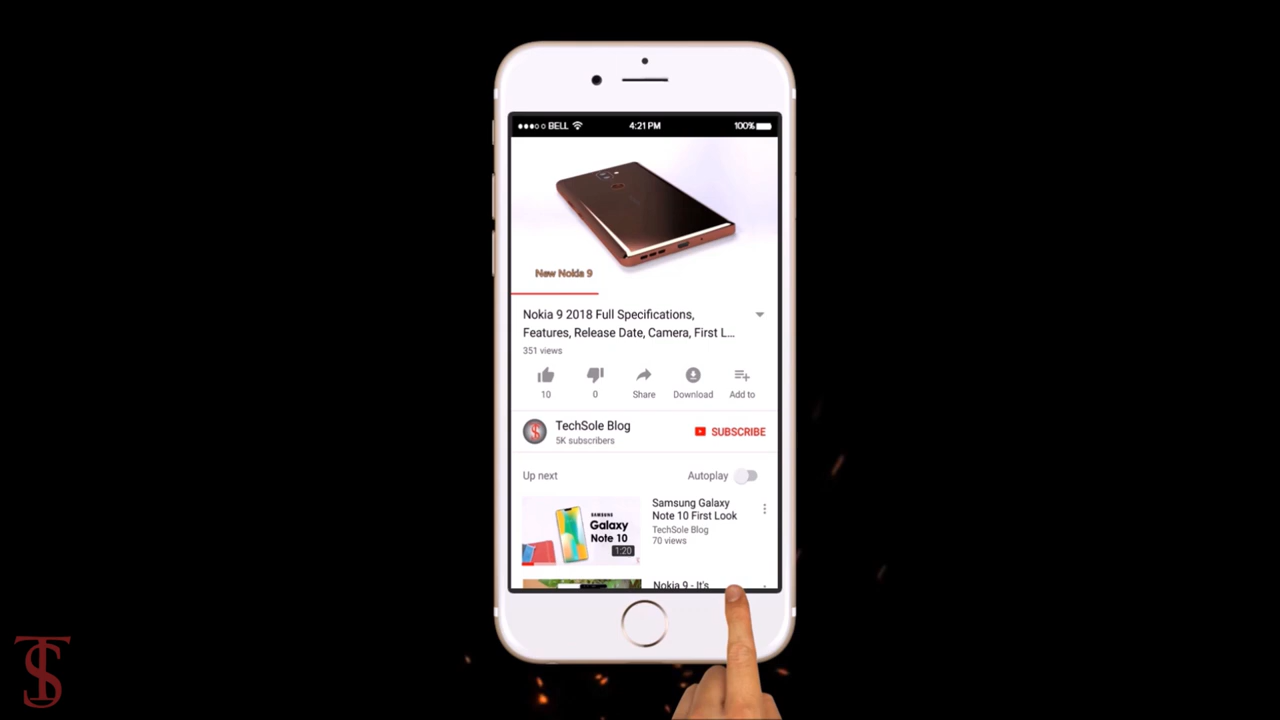 BELL
4:21 PM
100%
New Nokia 9
Nokia 9 2018 Full Specifications,
Features, Release Date, Camera, First L...
351 views
10
0
Share
Download
Add to
TechSole Blog
5K subscribers
SUBSCRIBE
Up next
Autoplay
SAMSUNG
Galaxy
Note 10
1:20
Samsung Galaxy
Note 10 First Look
TechSole Blog
70 views
Nokia 9 - It's
TS